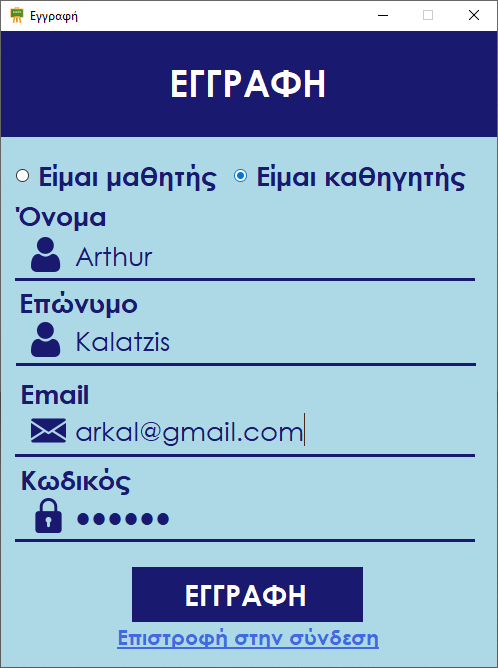 Εγγραφή
ΕΓΓΡΑΦΗ
Είμαι μαθητής Είμαι καθηγητής
Όνομα
Arthur
Επώνυμο
Kalatzis
Email
arkal@gmail.com
Κωδικός
●●●●●●
ΕΓΓΡΑΦΗ
Επιστροφή στην σύνδεση